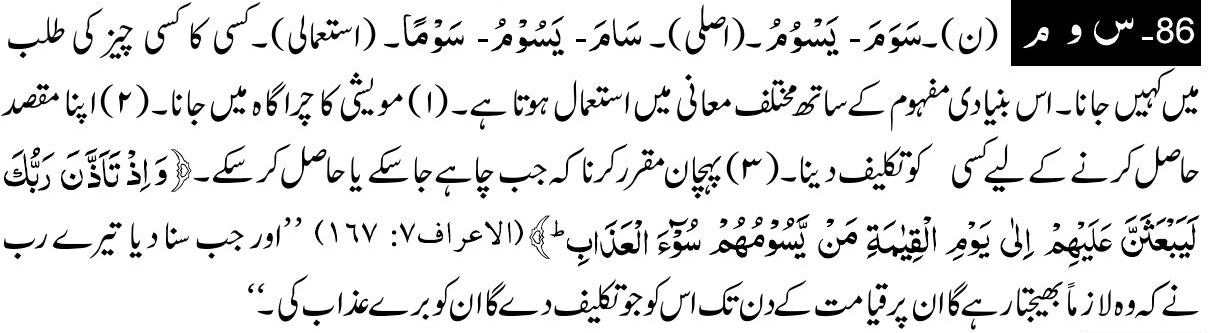 86- س و م (ن)۔ سَوَمَ- يَسْوُمُ۔ (اصلی)۔ سَامَ- يَسُوْمُ- سَوْمًا]۔ (استعمالی)۔ کسی کا کسی چیز کی طلب
میں کہیں جانا۔ اس بنیادی مفہوم کے ساتھ مختلف معانی میں استعمال ہوتا ہے۔ (۱) مویشی کا چراگاہ میں جانا۔ (۲) اپنا مقصد
حاصل کرنے کے لیے کسی کو تکلیف دینا۔ (۳) پہچان مقرر کرنا کہ جب چاہے جا سکے یا حاصل کر سکے۔ ﴿وَاِذْ تَاَذَّنَ رَبُّكَ
لَيَبْعَثَنَّ عَلَيْهِمْ اِلٰى يَوْمِ الْقِيٰمَةِ مَنْ يَّسُوْمُهُمْ سُوْٓءَ الْعَذَابِ ؕ﴾ (الاعراف۷: ۱۶۷) ’’اور جب سنا دیا تیرے رب
نے کہ وہ لازماً بھیجتا رہے گا ان پر قیامت کے دن تک اس کو جو تکلیف دے گا ان کو برے عذاب کی۔‘‘